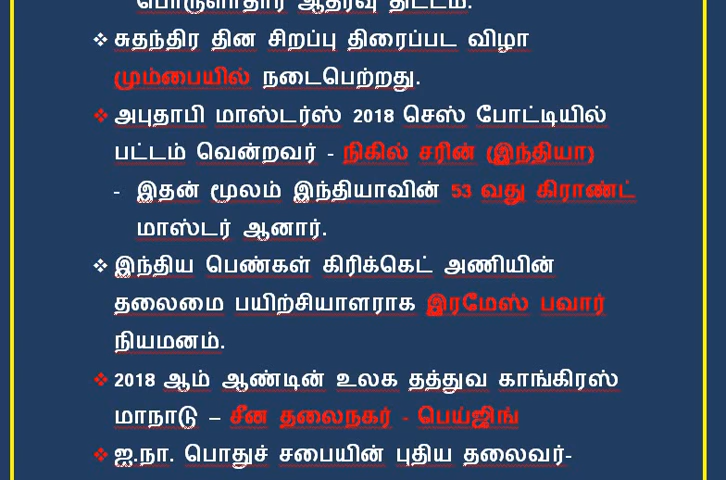 பொருளாதார ஆதரவு திட்டம்.
❖ சுதந்திர தின சிறப்பு திரைப்பட விழா
மும்பையில் நடைபெற்றது.
❖ அபுதாபி மாஸ்டர்ஸ் 2018 செஸ் போட்டியில்
பட்டம் வென்றவர் - நிகில் சரின் (இந்தியா)
- இதன் மூலம் இந்தியாவின் 53 வது கிராண்ட்
மாஸ்டர் ஆனார்.
❖ இந்திய பெண்கள் கிரிக்கெட் அணியின்
தலைமை பயிற்சியாளராக இரமேஸ் பவார்
நியமனம்.
❖ 2018 ஆம் ஆண்டின் உலக தத்துவ காங்கிரஸ்
மாநாடு – சீன தலைநகர் - பெய்ஜிங்
❖ ஐ.நா. பொதுச் சபையின் புதிய தலைவர்-